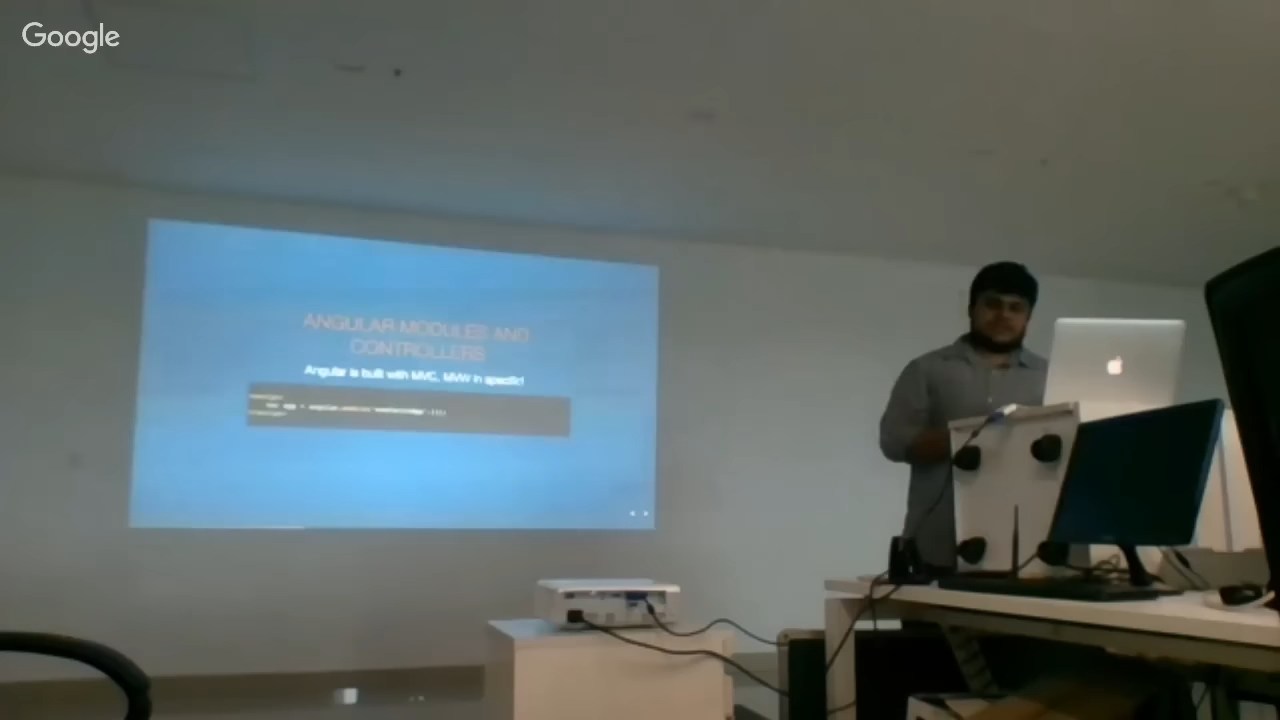 Google
ANGULAR MODULES AND
CONTROLLERS
Angular is built with MVC, MVW in specific!